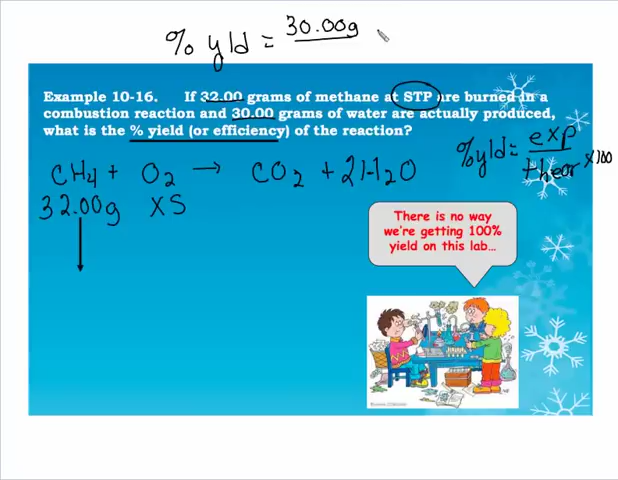 % yld = 30.00g
Example 10-16. If 32.00 grams of methane at STP are burned in a
combustion reaction and 30.00 grams of water are actually produced,
what is the % yield (or efficiency) of the reaction?
% yld = exp
theor × 100
CH4 + O2 → CO2 + 2H2O
32.00g XS
There is no way
we're getting 100%
yield on this lab...